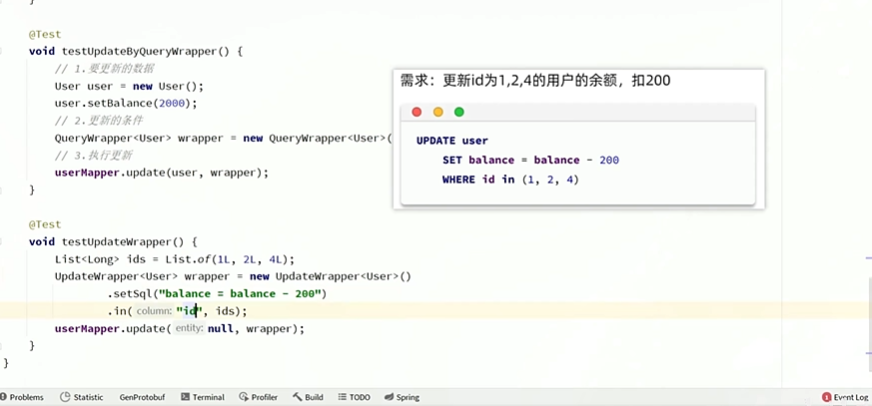 }
@Test
void testUpdateByQueryWrapper() {
// 1.要更新的数据
User user = new User();
user.setBalance(2000);
// 2.更新的条件
QueryWrapper<User> wrapper = new QueryWrapper<User>(
// 3.执行更新
userMapper.update(user, wrapper);
}
需求：更新id为1,2,4的用户的余额，扣200
UPDATE user
SET balance = balance - 200
WHERE id in (1, 2, 4)
@Test
void testUpdateWrapper() {
List<Long> ids = List.of(1L, 2L, 4L);
UpdateWrapper<User> wrapper = new UpdateWrapper<User>()
.setSql("balance = balance - 200")
.in( column: "id", ids);
userMapper.update( entity: null, wrapper);
}
}
Problems Statistic GenProtobuf Terminal Profiler Build TODO Spring 1 Event Log